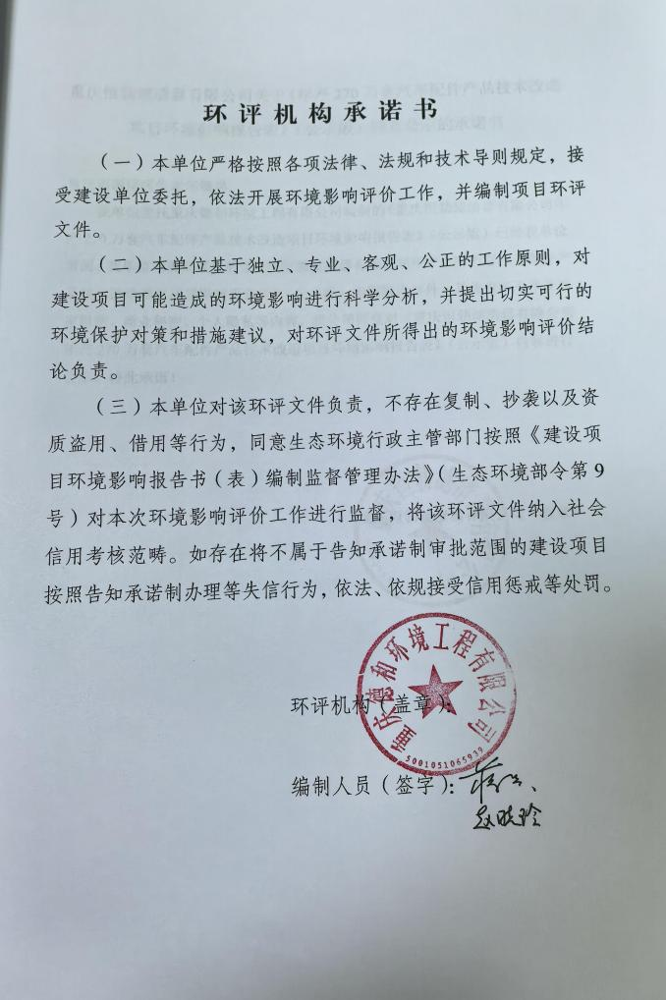 环评机构承诺书
（一）本单位严格按照各项法律、法规和技术导则规定，接
受建设单位委托，依法开展环境影响评价工作，并编制项目环评
文件。
（二）本单位基于独立、专业、客观、公正的工作原则，对
建设项目可能造成的环境影响进行科学分析，并提出切实可行的
环境保护对策和措施建议，对环评文件所得出的环境影响评价结
论负责。
（三）本单位对该环评文件负责，不存在复制、抄袭以及资
质盗用、借用等行为，同意生态环境行政主管部门按照《建设项
目环境影响报告书（表）编制监督管理办法》（生态环境部令第9
号）对本次环境影响评价工作进行监督，将该环评文件纳入社会
信用考核范畴。如存在将不属于告知承诺制审批范围的建设项目
按照告知承诺制办理等失信行为，依法、依规接受信用惩戒等处罚。
环评机构（盖章）：
重庆德和环境工程有限公司
5001051065939
编制人员（签字）：
赵晓玲